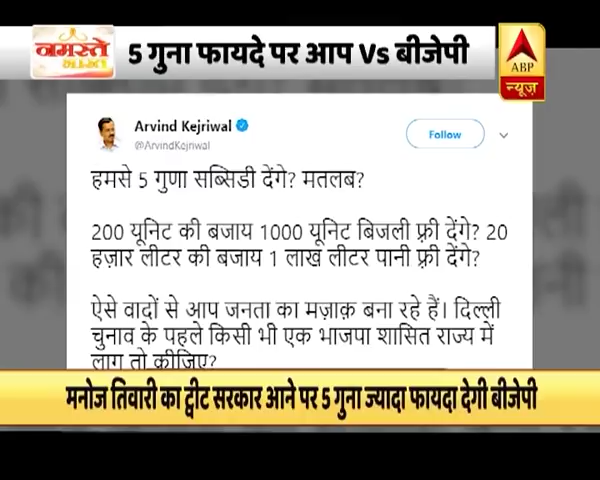 नमस्ते
भारत
5 गुना फायदे पर आप Vs बीजेपी
ABP
न्यूज़
Arvind Kejriwal
@ArvindKejriwal
Follow
हमसे 5 गुणा सब्सिडी देंगे? मतलब?
200 यूनिट की बजाय 1000 यूनिट बिजली फ़्री देंगे? 20
हज़ार लीटर की बजाय 1 लाख लीटर पानी फ़्री देंगे?
ऐसे वादों से आप जनता का मज़ाक़ बना रहे हैं। दिल्ली
चुनाव के पहले किसी भी एक भाजपा शासित राज्य में
लागू तो कीजिए?
मनोज तिवारी का ट्वीट सरकार आने पर 5 गुना ज्यादा फायदा देगी बीजेपी